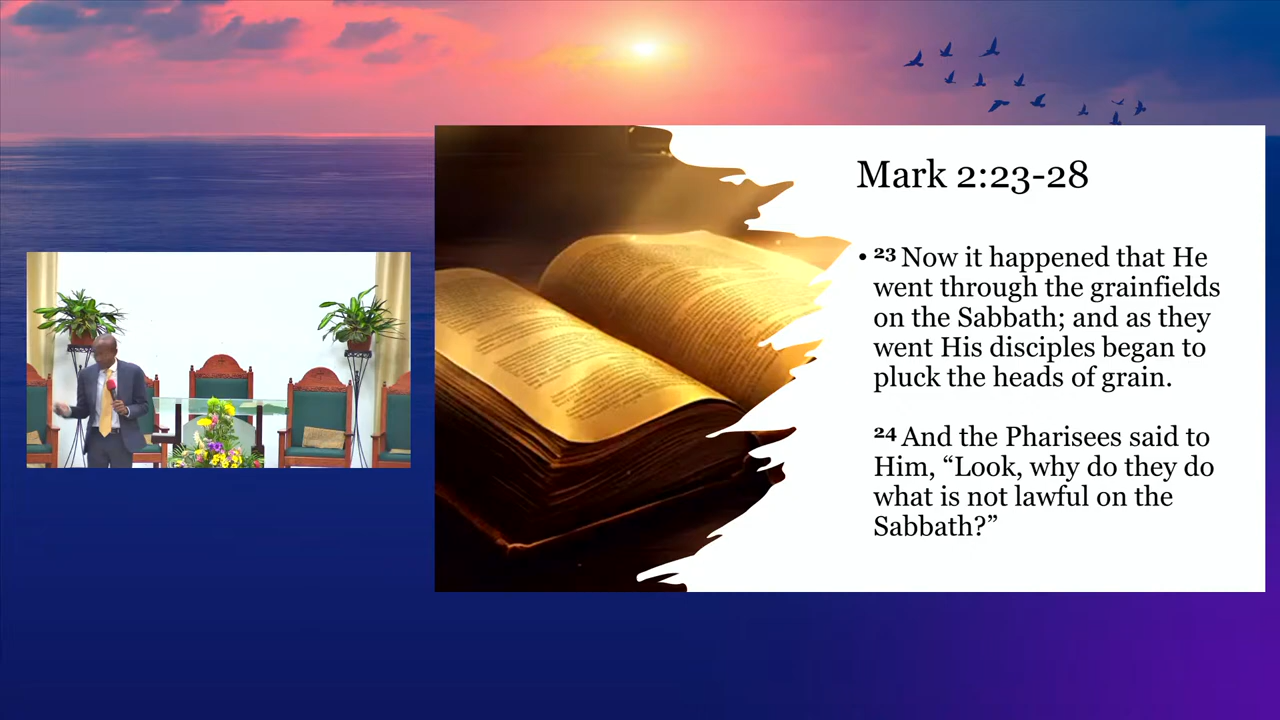 Mark 2:23-28
• 23 Now it happened that He
went through the grainfields
on the Sabbath; and as they
went His disciples began to
pluck the heads of grain.
24 And the Pharisees said to
Him, “Look, why do they do
what is not lawful on the
Sabbath?”